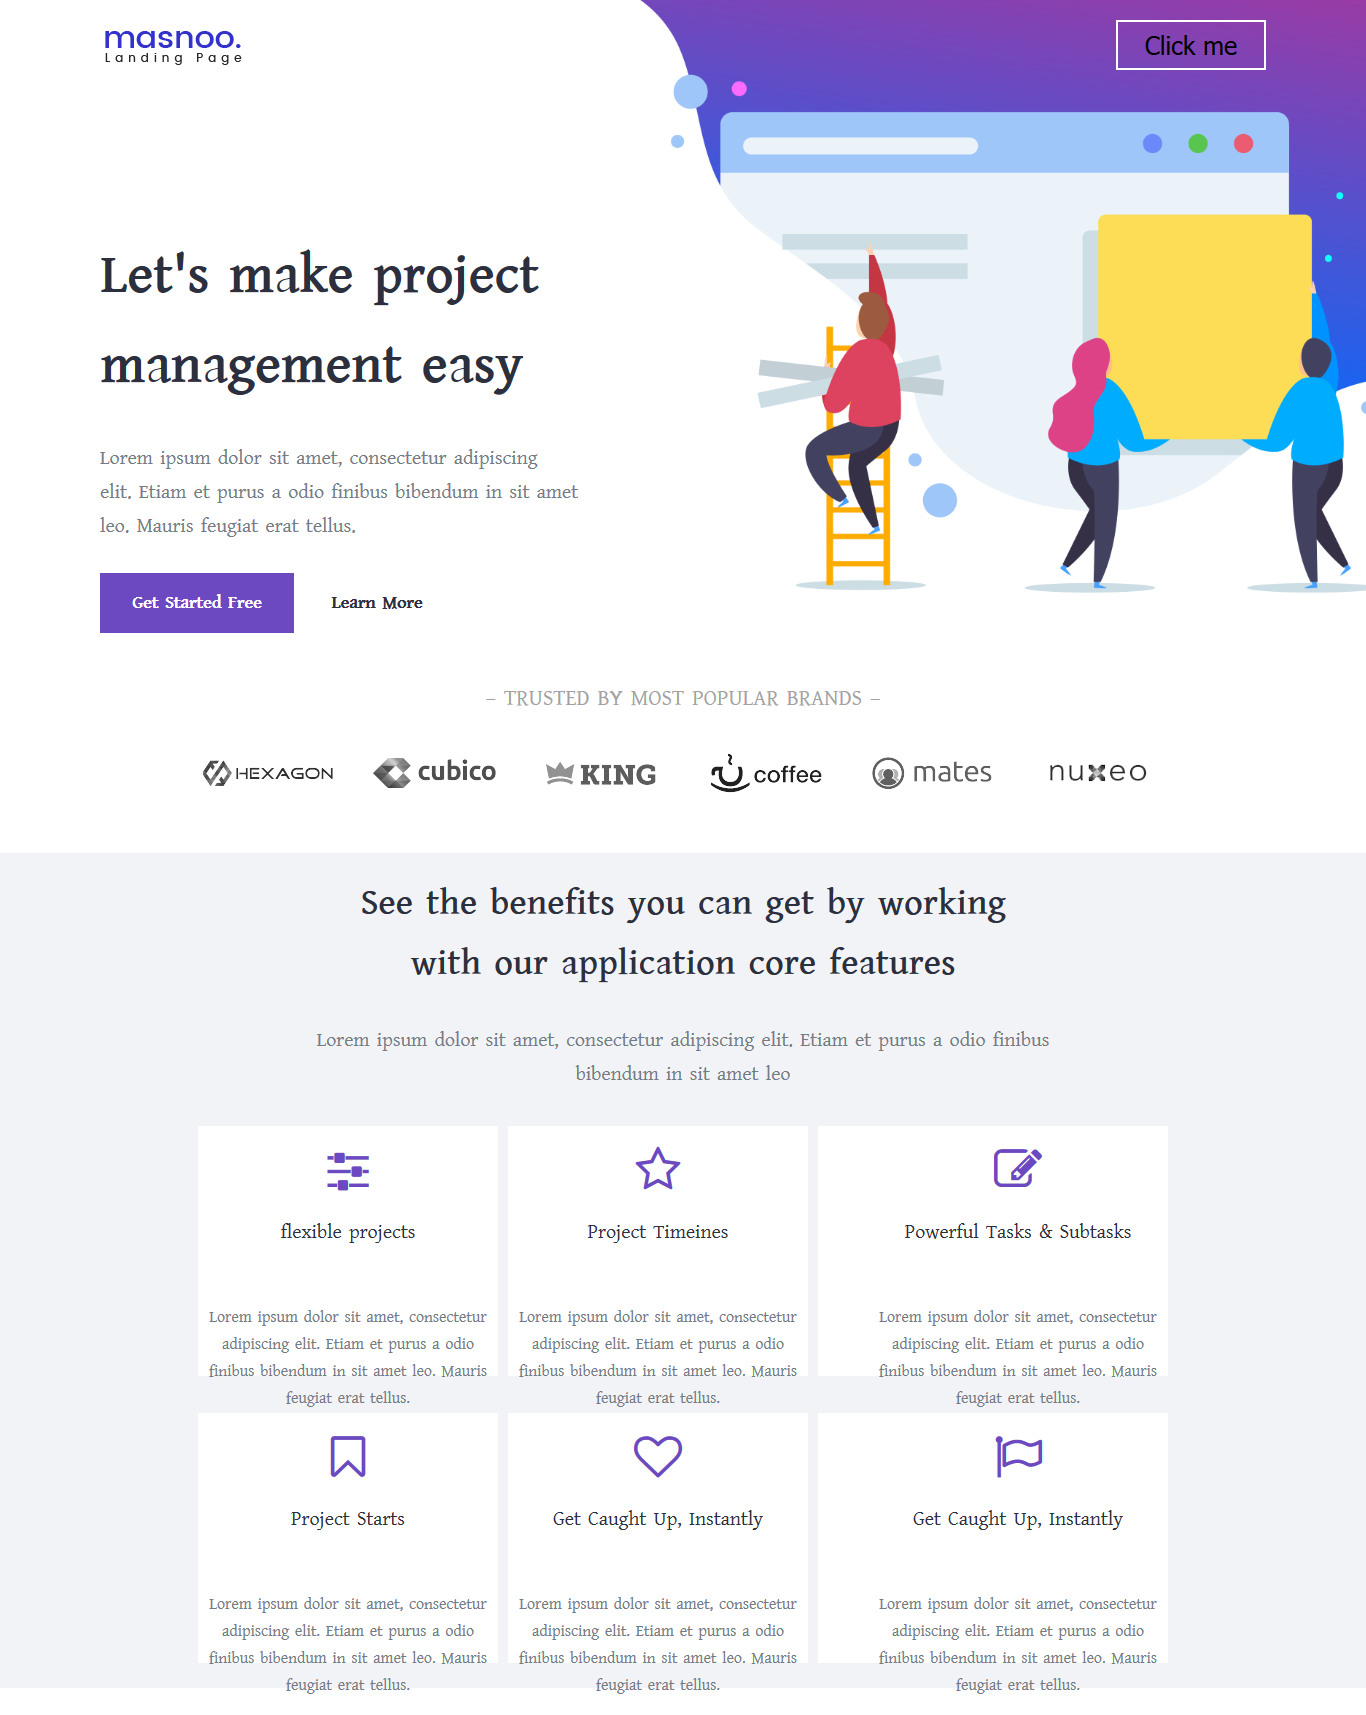 masnoo.
Landing Page
Click me
Let's make project
management easy
Lorem ipsum dolor sit amet, consectetur adipiscing
elit. Etiam et purus a odio finibus bibendum in sit amet
leo. Mauris feugiat erat tellus.
Get Started Free
Learn More
– TRUSTED BY MOST POPULAR BRANDS –
HEXAGON
cubico
KING
coffee
mates
nuxeo
See the benefits you can get by working
with our application core features
Lorem ipsum dolor sit amet, consectetur adipiscing elit. Etiam et purus a odio finibus
bibendum in sit amet leo
flexible projects
Lorem ipsum dolor sit amet, consectetur
adipiscing elit. Etiam et purus a odio
finibus bibendum in sit amet leo. Mauris
feugiat erat tellus.
Project Timeines
Lorem ipsum dolor sit amet, consectetur
adipiscing elit. Etiam et purus a odio
finibus bibendum in sit amet leo. Mauris
feugiat erat tellus.
Powerful Tasks & Subtasks
Lorem ipsum dolor sit amet, consectetur
adipiscing elit. Etiam et purus a odio
finibus bibendum in sit amet leo. Mauris
feugiat erat tellus.
Project Starts
Lorem ipsum dolor sit amet, consectetur
adipiscing elit. Etiam et purus a odio
finibus bibendum in sit amet leo. Mauris
feugiat erat tellus.
Get Caught Up, Instantly
Lorem ipsum dolor sit amet, consectetur
adipiscing elit. Etiam et purus a odio
finibus bibendum in sit amet leo. Mauris
feugiat erat tellus.
Get Caught Up, Instantly
Lorem ipsum dolor sit amet, consectetur
adipiscing elit. Etiam et purus a odio
finibus bibendum in sit amet leo. Mauris
feugiat erat tellus.